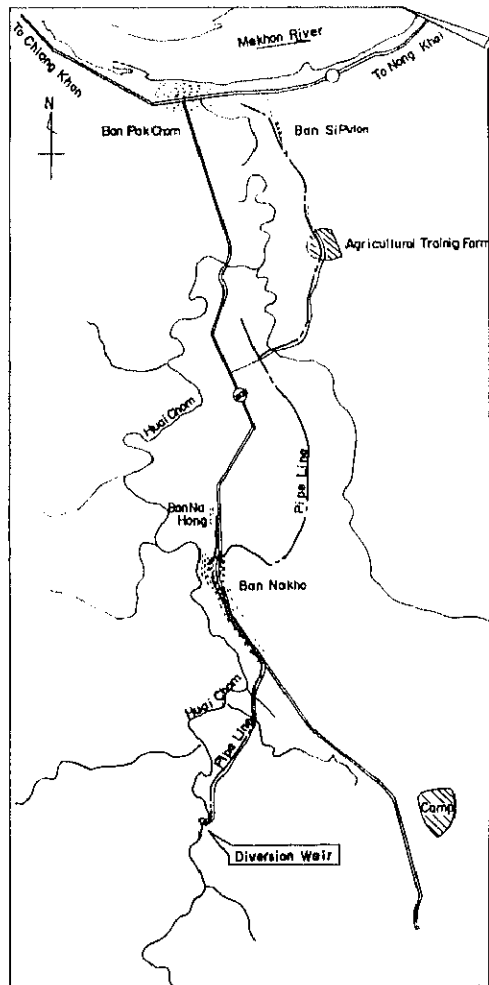 Mekhon River
To Chiang Khan
To Nong Khai
N
Ban Pak Chom
Ban Si Pulon
Agricultural Trainig Farm
Huai Chom
Pipe Line
Ban Na
Hong
Ban Nakho
Huai Chom
Pipe Line
Camp
Diversion Weir